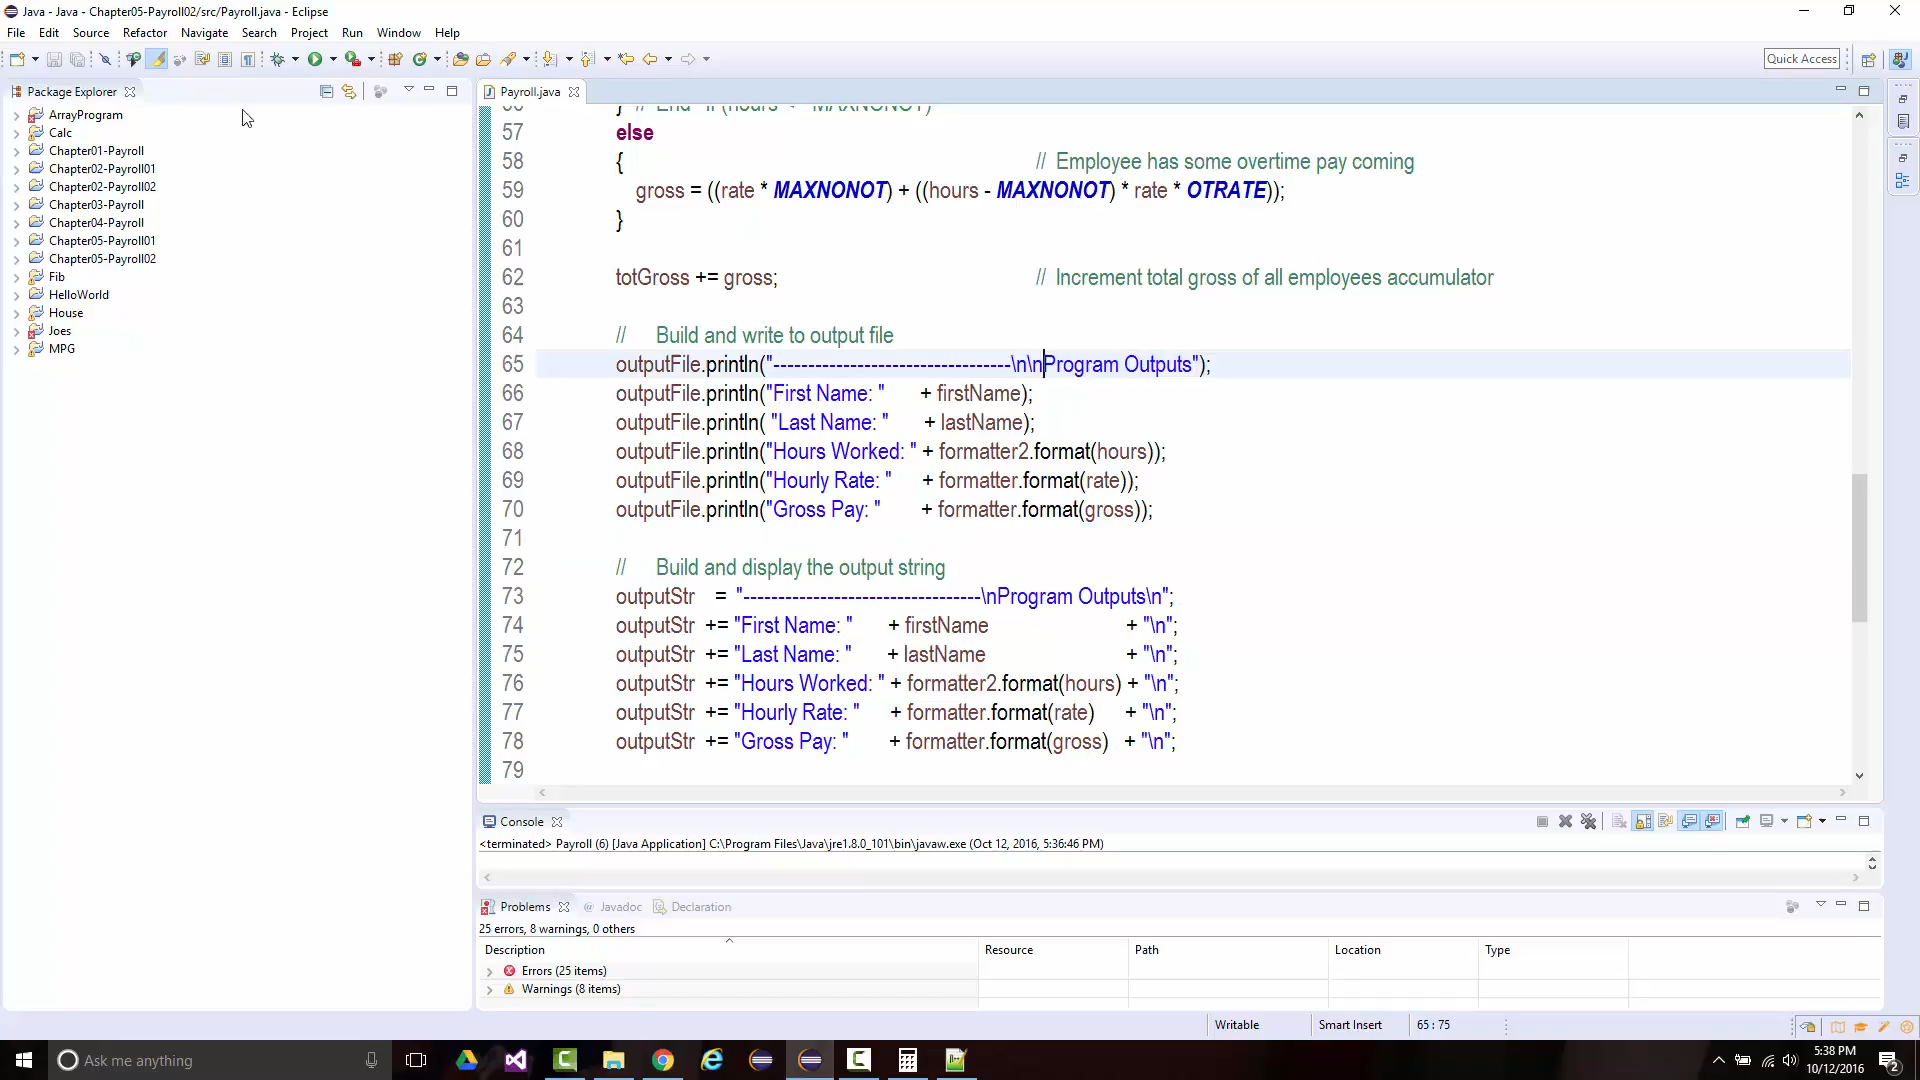 Java - Java - Chapter05-Payroll02/src/Payroll.java - Eclipse
File Edit Source Refactor Navigate Search Project Run Window Help
Quick Access
Package Explorer
ArrayProgram
Calc
Chapter01-Payroll
Chapter02-Payroll01
Chapter02-Payroll02
Chapter03-Payroll
Chapter04-Payroll
Chapter05-Payroll01
Chapter05-Payroll02
Fib
HelloWorld
House
Joes
MPG
Payroll.java
57 else
58 { // Employee has some overtime pay coming
59 gross = ((rate * MAXNONOT) + ((hours - MAXNONOT) * rate * OTRATE));
60 }
61
62 totGross += gross; // Increment total gross of all employees accumulator
63
64 // Build and write to output file
65 outputFile.println("----------------------------------\n\nProgram Outputs");
66 outputFile.println("First Name: " + firstName);
67 outputFile.println( "Last Name: " + lastName);
68 outputFile.println("Hours Worked: " + formatter2.format(hours));
69 outputFile.println("Hourly Rate: " + formatter.format(rate));
70 outputFile.println("Gross Pay: " + formatter.format(gross));
71
72 // Build and display the output string
73 outputStr = "----------------------------------\nProgram Outputs\n";
74 outputStr += "First Name: " + firstName + "\n";
75 outputStr += "Last Name: " + lastName + "\n";
76 outputStr += "Hours Worked: " + formatter2.format(hours) + "\n";
77 outputStr += "Hourly Rate: " + formatter.format(rate) + "\n";
78 outputStr += "Gross Pay: " + formatter.format(gross) + "\n";
79
Console
<terminated> Payroll (6) [Java Application] C:\Program Files\Java\jre1.8.0_101\bin\javaw.exe (Oct 12, 2016, 5:36:46 PM)
Problems @ Javadoc Declaration
25 errors, 8 warnings, 0 others
Description Resource Path Location Type
Errors (25 items)
Warnings (8 items)
Writable Smart Insert 65 : 75
Ask me anything
5:38 PM
10/12/2016
2